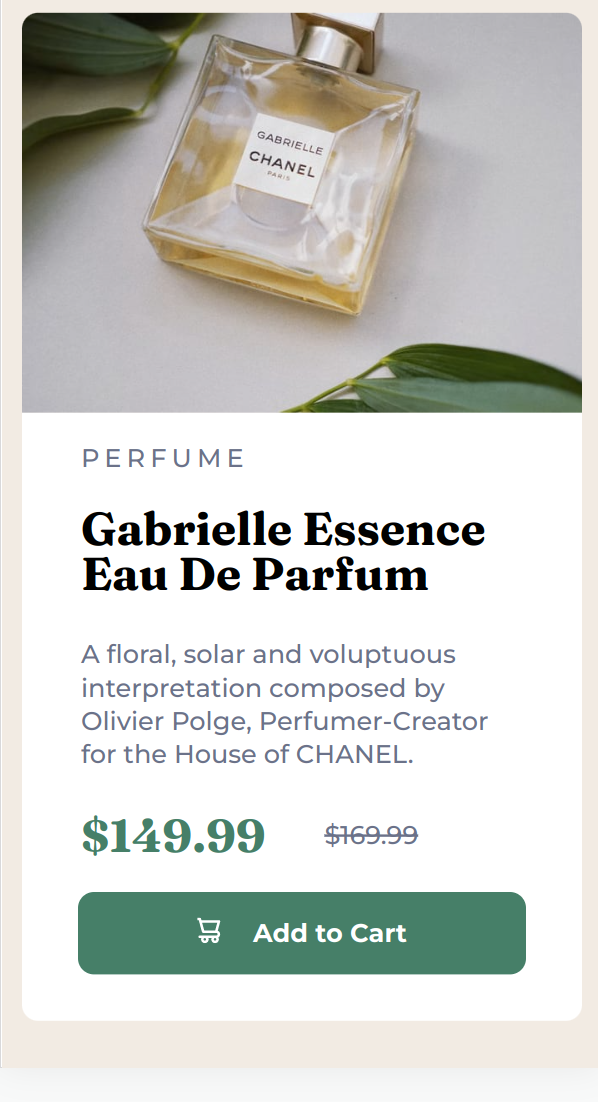 GABRIELLE
CHANEL
PARIS
PERFUME
Gabrielle Essence
Eau De Parfum
A floral, solar and voluptuous
interpretation composed by
Olivier Polge, Perfumer-Creator
for the House of CHANEL.
$149.99 $169.99
Add to Cart